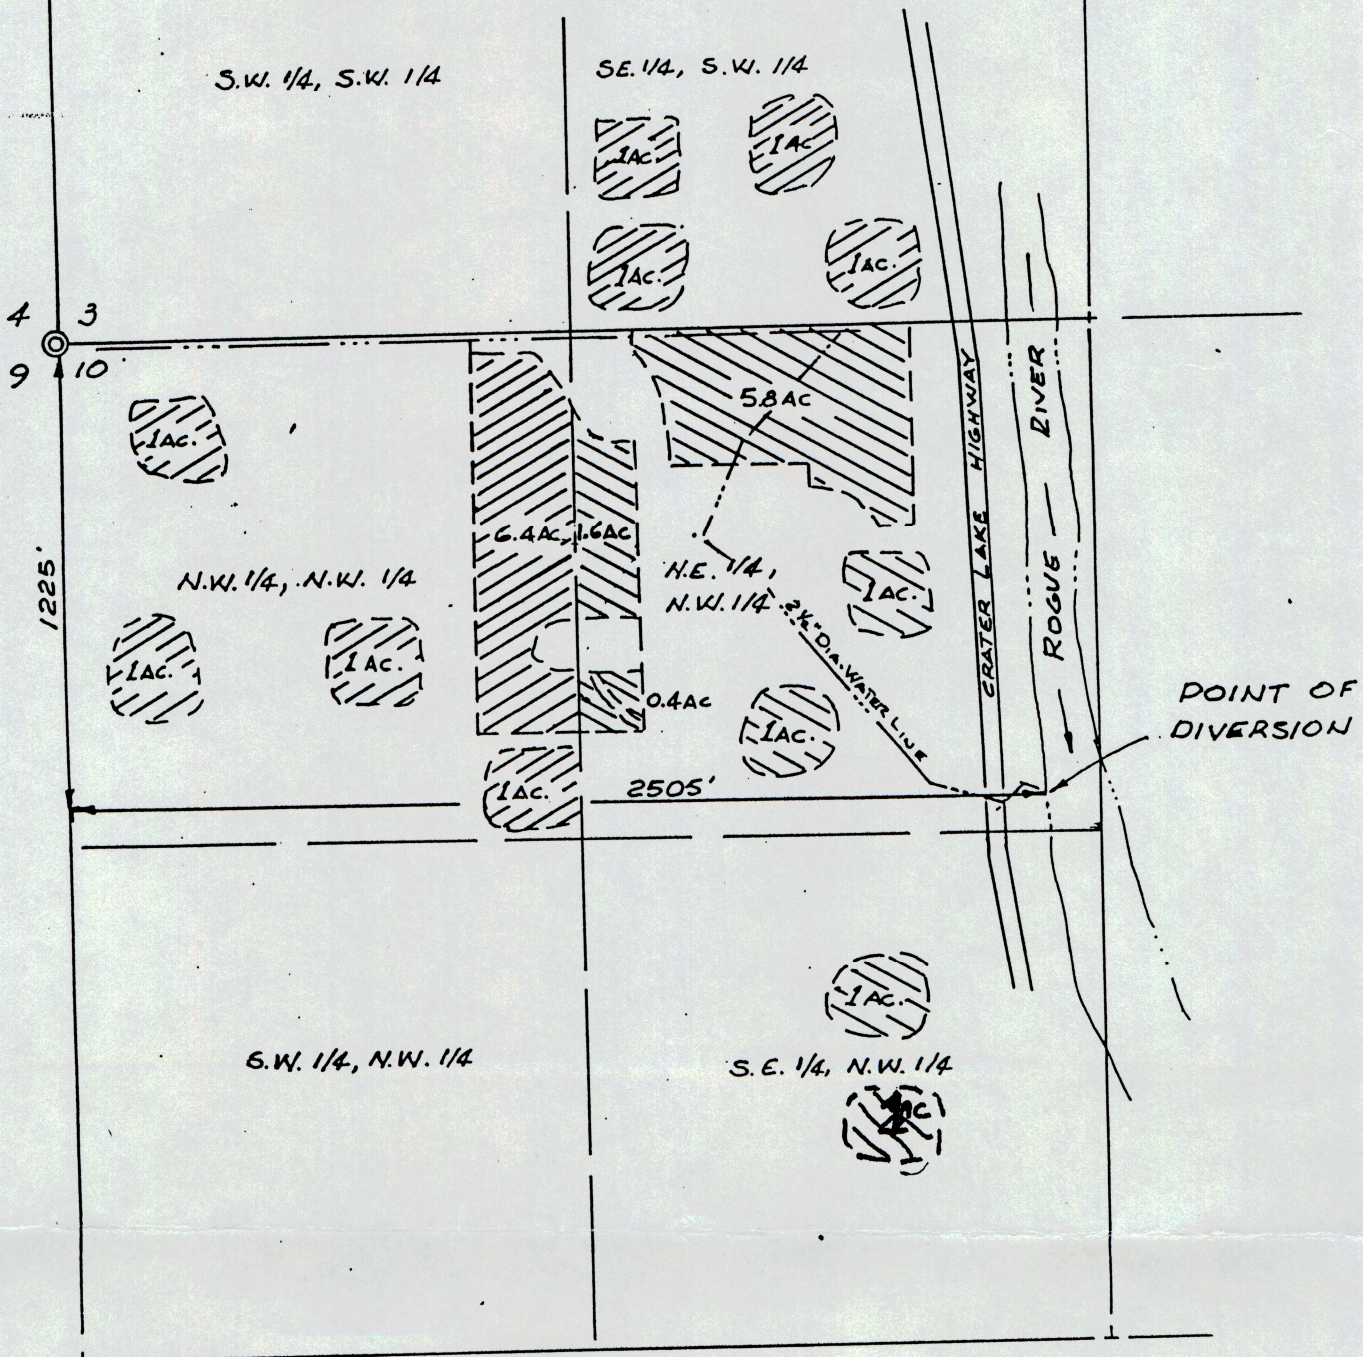 S.W. 1/4, S.W. 1/4
SE. 1/4, S.W. 1/4
1AC.
1AC
1AC.
1AC.
4 3
9 10
5.8AC
1AC.
6.4AC. 1.6AC
N.W. 1/4, N.W. 1/4
N.E. 1/4,
N.W. 1/4
1AC.
1225'
1AC.
1AC.
0.4AC
2½" DIA. WATER LINE
1AC.
CRATER LAKE HIGHWAY
ROGUE RIVER
POINT OF
DIVERSION
1AC.
2505'
1AC.
S.W. 1/4, N.W. 1/4
S.E. 1/4, N.W. 1/4